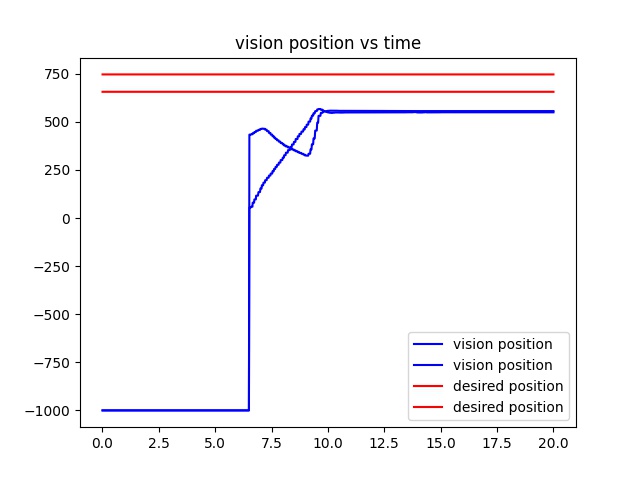 vision position vs time
750
500
250
0
−250
−500
−750
−1000
vision position
vision position
desired position
desired position
0.0 2.5 5.0 7.5 10.0 12.5 15.0 17.5 20.0